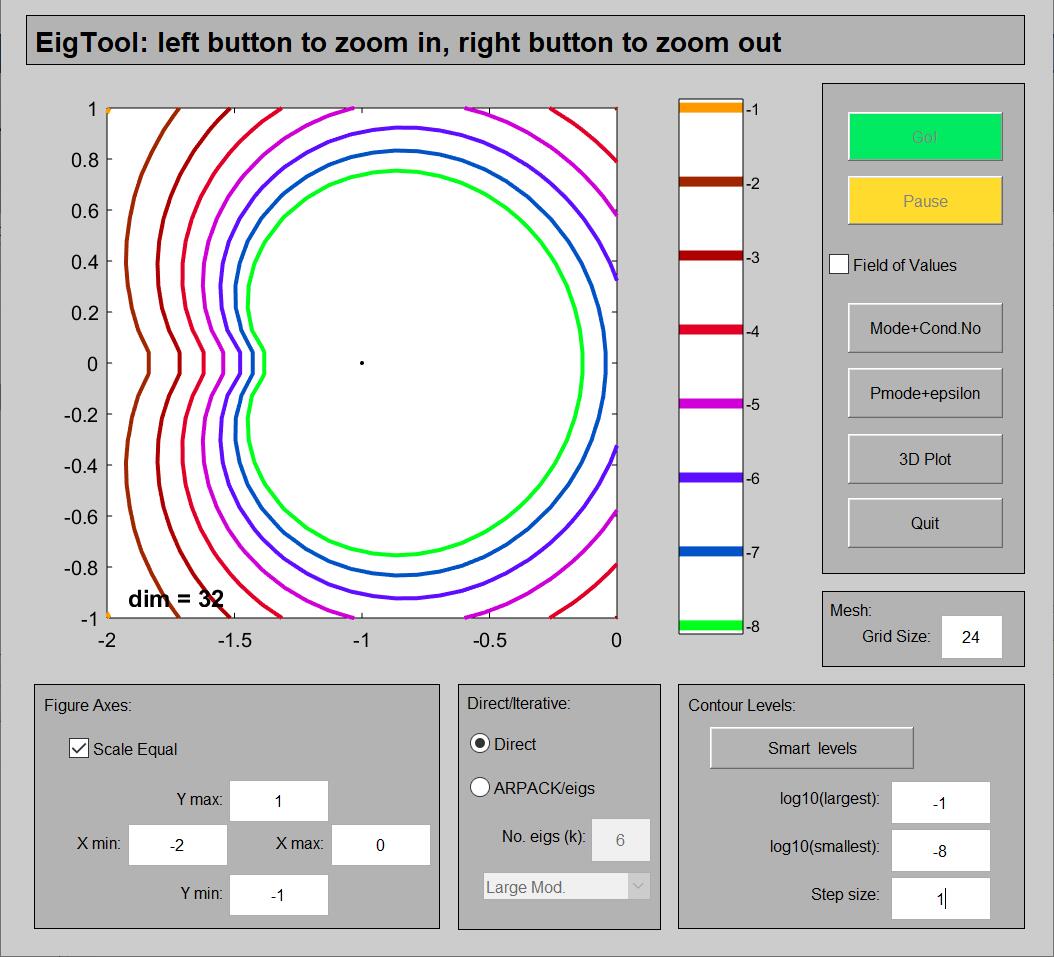 EigTool: left button to zoom in, right button to zoom out
1
0.8
0.6
0.4
0.2
0
-0.2
-0.4
-0.6
-0.8
-1
-2
-1.5
-1
-0.5
0
dim = 32
-1
-2
-3
-4
-5
-6
-7
-8
Go!
Pause
Field of Values
Mode+Cond.No
Pmode+epsilon
3D Plot
Quit
Mesh:
Grid Size: 24
Figure Axes:
Scale Equal
Y max: 1
X min: -2 X max: 0
Y min: -1
Direct/Iterative:
Direct
ARPACK/eigs
No. eigs (k): 6
Large Mod.
Contour Levels:
Smart levels
log10(largest): -1
log10(smallest): -8
Step size: 1